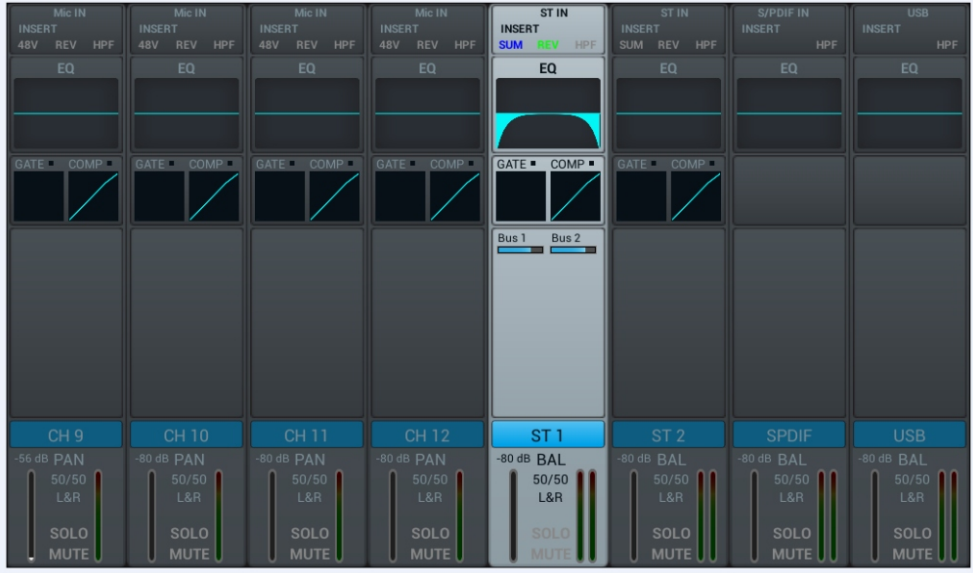 Mic IN Mic IN Mic IN Mic IN ST IN ST IN S/PDIF IN USB
INSERT INSERT INSERT INSERT INSERT INSERT INSERT INSERT
48V REV HPF 48V REV HPF 48V REV HPF 48V REV HPF SUM REV HPF SUM REV HPF HPF HPF
EQ EQ EQ EQ EQ EQ EQ EQ
GATE COMP GATE COMP GATE COMP GATE COMP GATE COMP GATE COMP
Bus 1 Bus 2
CH 9 CH 10 CH 11 CH 12 ST 1 ST 2 SPDIF USB
-56 dB PAN -80 dB PAN -80 dB PAN -80 dB PAN -80 dB BAL -80 dB BAL -80 dB BAL -80 dB BAL
50/50 50/50 50/50 50/50 50/50 50/50 50/50 50/50
L&R L&R L&R L&R L&R L&R L&R L&R
SOLO SOLO SOLO SOLO SOLO SOLO SOLO SOLO
MUTE MUTE MUTE MUTE MUTE MUTE MUTE MUTE